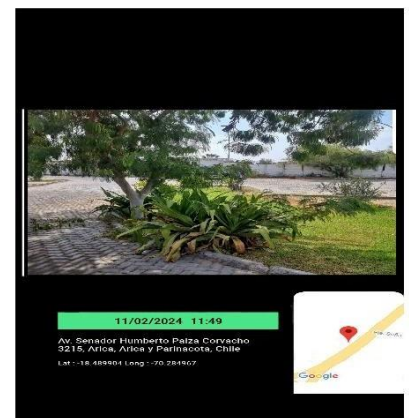 11/02/2024 11:49
Av. Senador Humberto Palza Corvacho
3215, Arica, Arica y Parinacota, Chile
Lat : -18.489904 Long : -70.284967
Google